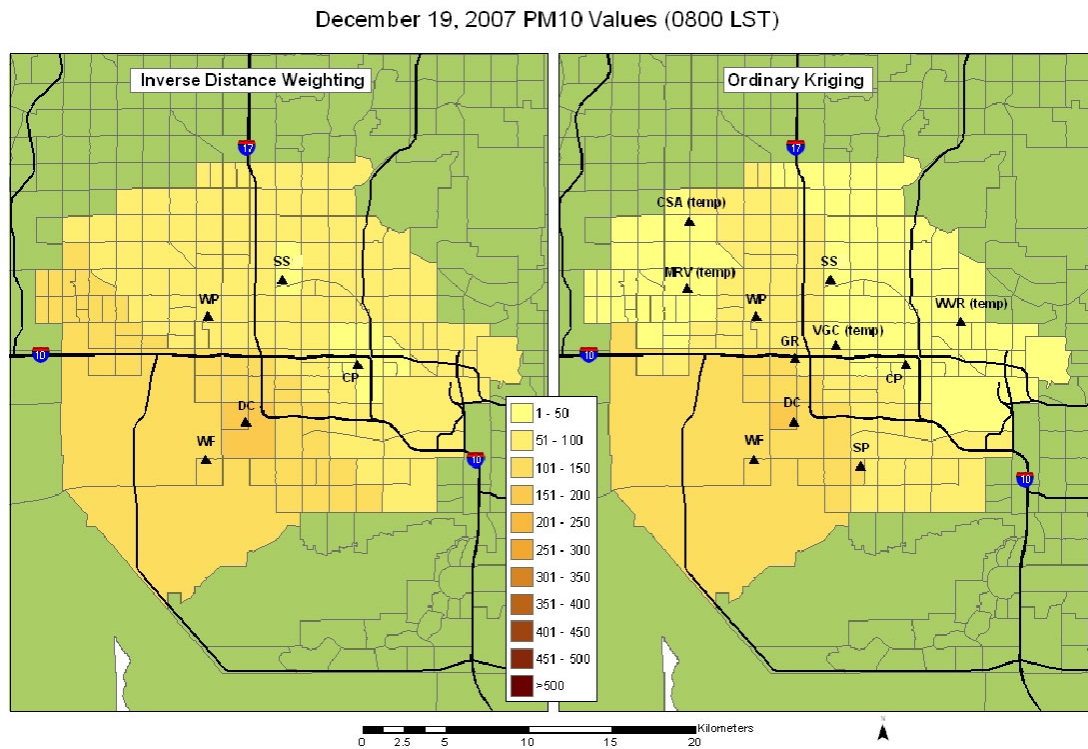 December 19, 2007 PM10 Values (0800 LST)
Inverse Distance Weighting
17
SS
WP
10
CP
DC
WF
10
1 - 50
51 - 100
101 - 150
151 - 200
201 - 250
251 - 300
301 - 350
351 - 400
401 - 450
451 - 500
>500
Ordinary Kriging
17
CSA (temp)
SS
MRV (temp)
WP
WVR (temp)
VGC (temp)
GR
10
CP
DC
WF
SP
10
Kilometers
0 2.5 5 10 15 20